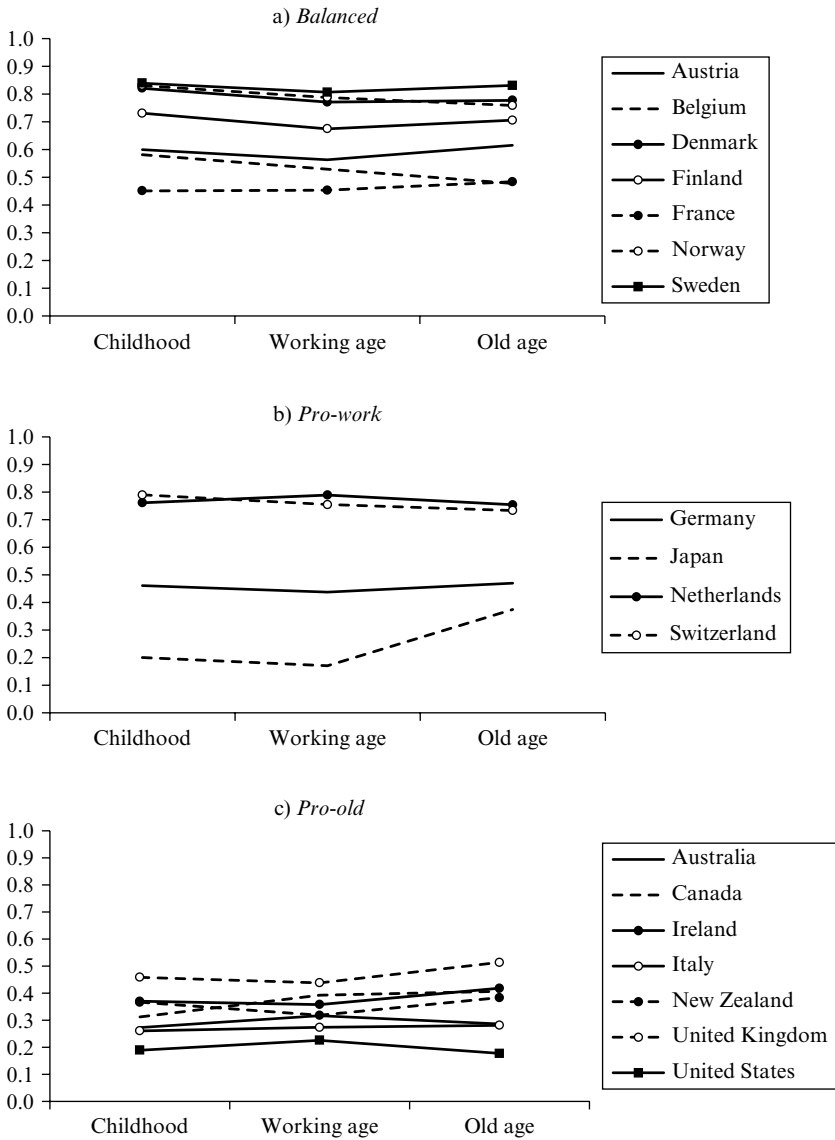 a) Balanced
1.0
0.9
0.8
0.7
0.6
0.5
0.4
0.3
0.2
0.1
0.0
Childhood Working age Old age
Austria
Belgium
Denmark
Finland
France
Norway
Sweden
b) Pro-work
1.0
0.9
0.8
0.7
0.6
0.5
0.4
0.3
0.2
0.1
0.0
Childhood Working age Old age
Germany
Japan
Netherlands
Switzerland
c) Pro-old
1.0
0.9
0.8
0.7
0.6
0.5
0.4
0.3
0.2
0.1
0.0
Childhood Working age Old age
Australia
Canada
Ireland
Italy
New Zealand
United Kingdom
United States